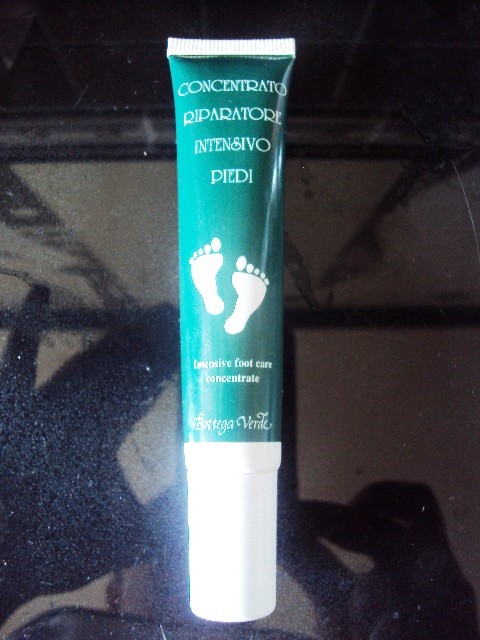 CONCENTRATO
RIPARATORE
INTENSIVO
PIEDI
Intensive foot care
concentrate
Bottega Verde